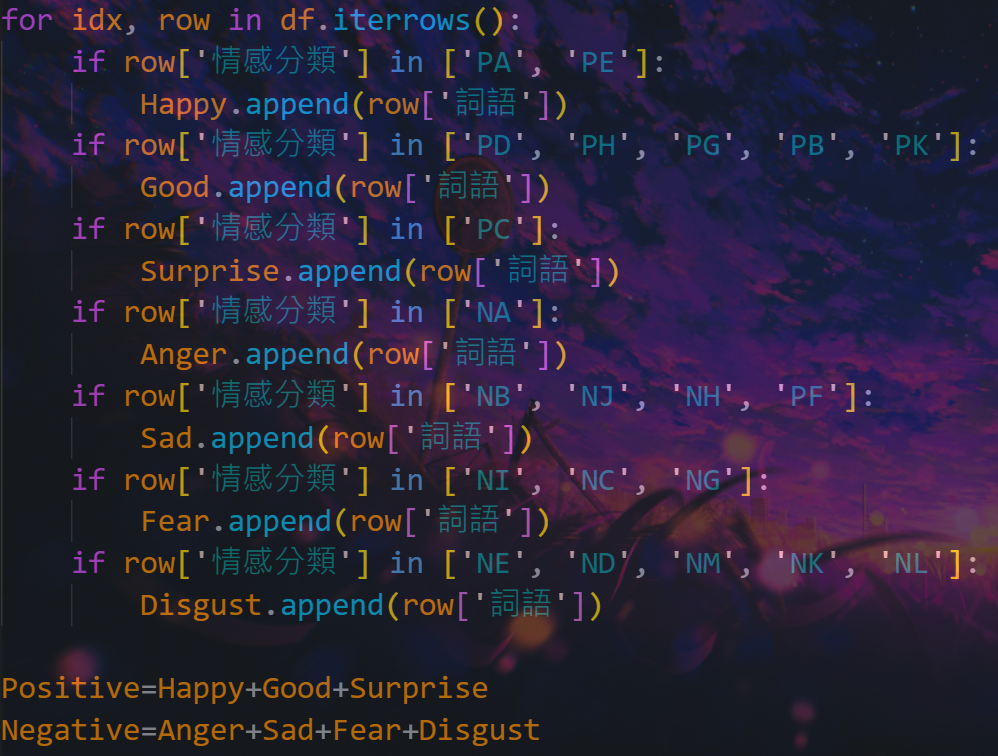 for idx, row in df.iterrows():
    if row['情感分類'] in ['PA', 'PE']:
        Happy.append(row['詞語'])
    if row['情感分類'] in ['PD', 'PH', 'PG', 'PB', 'PK']:
        Good.append(row['詞語'])
    if row['情感分類'] in ['PC']:
        Surprise.append(row['詞語'])
    if row['情感分類'] in ['NA']:
        Anger.append(row['詞語'])
    if row['情感分類'] in ['NB', 'NJ', 'NH', 'PF']:
        Sad.append(row['詞語'])
    if row['情感分類'] in ['NI', 'NC', 'NG']:
        Fear.append(row['詞語'])
    if row['情感分類'] in ['NE', 'ND', 'NM', 'NK', 'NL']:
        Disgust.append(row['詞語'])
Positive=Happy+Good+Surprise
Negative=Anger+Sad+Fear+Disgust